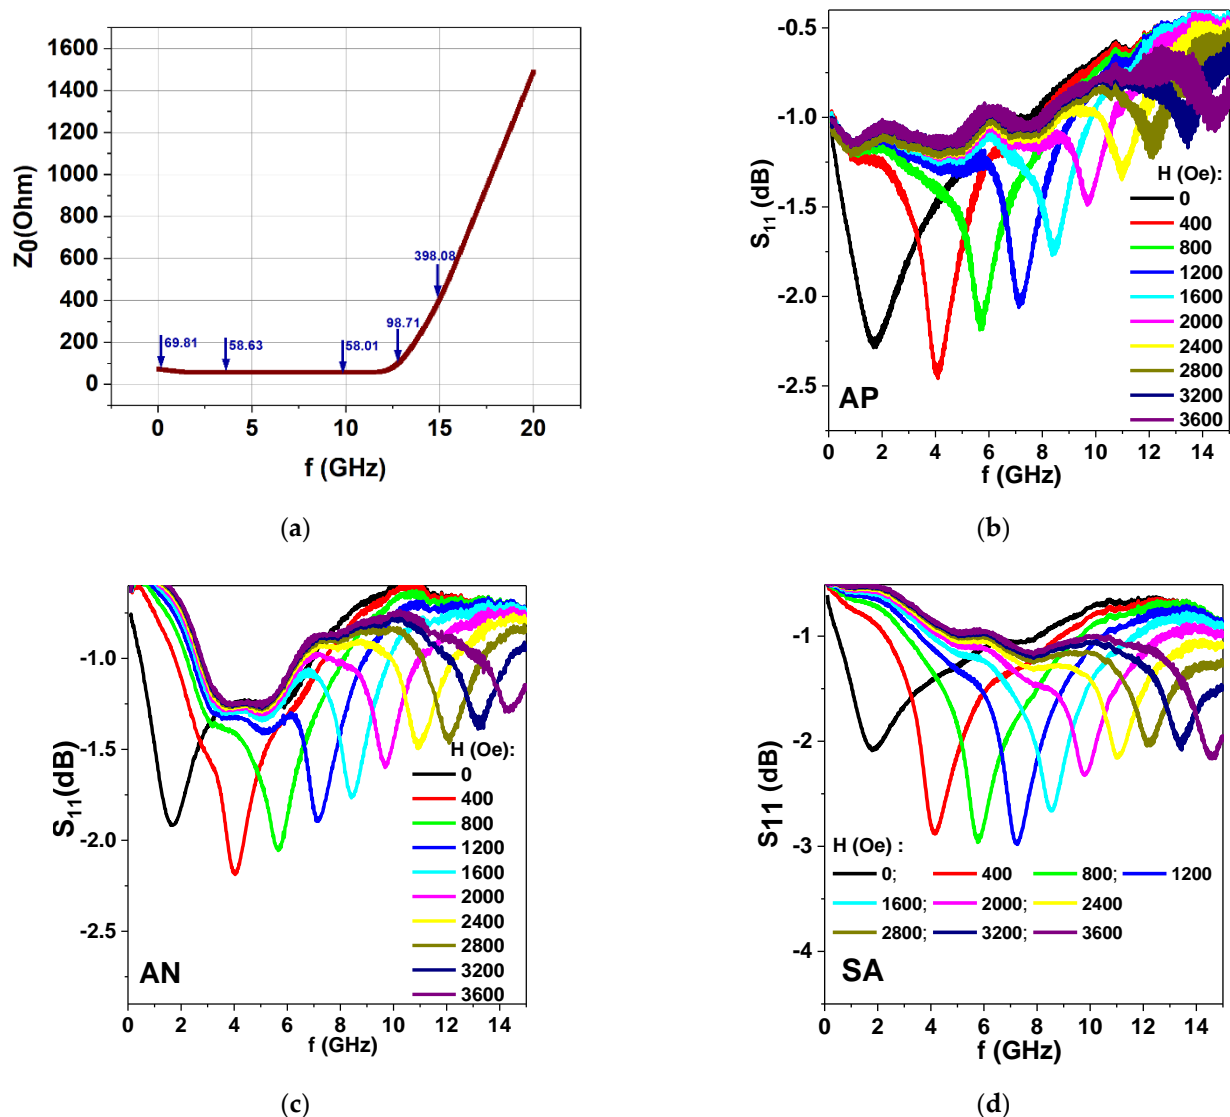 1600
1400
1200
1000
800
600
400
200
0
Z0(Ohm)
69.81
58.63
58.01
98.71
398.08
0 5 10 15 20
f (GHz)
(a)
-0.5
-1.0
-1.5
-2.0
-2.5
S11 (dB)
H (Oe):
0
400
800
1200
1600
2000
2400
2800
3200
3600
AP
0 2 4 6 8 10 12 14
f (GHz)
(b)
-1.0
-1.5
-2.0
-2.5
S11(dB)
H (Oe):
0
400
800
1200
1600
2000
2400
2800
3200
3600
AN
0 2 4 6 8 10 12 14
f (GHz)
(c)
-1
-2
-3
-4
S11 (dB)
H (Oe) :
0; 400 800; 1200
1600; 2000; 2400
2800; 3200; 3600
SA
0 2 4 6 8 10 12 14
f (GHz)
(d)